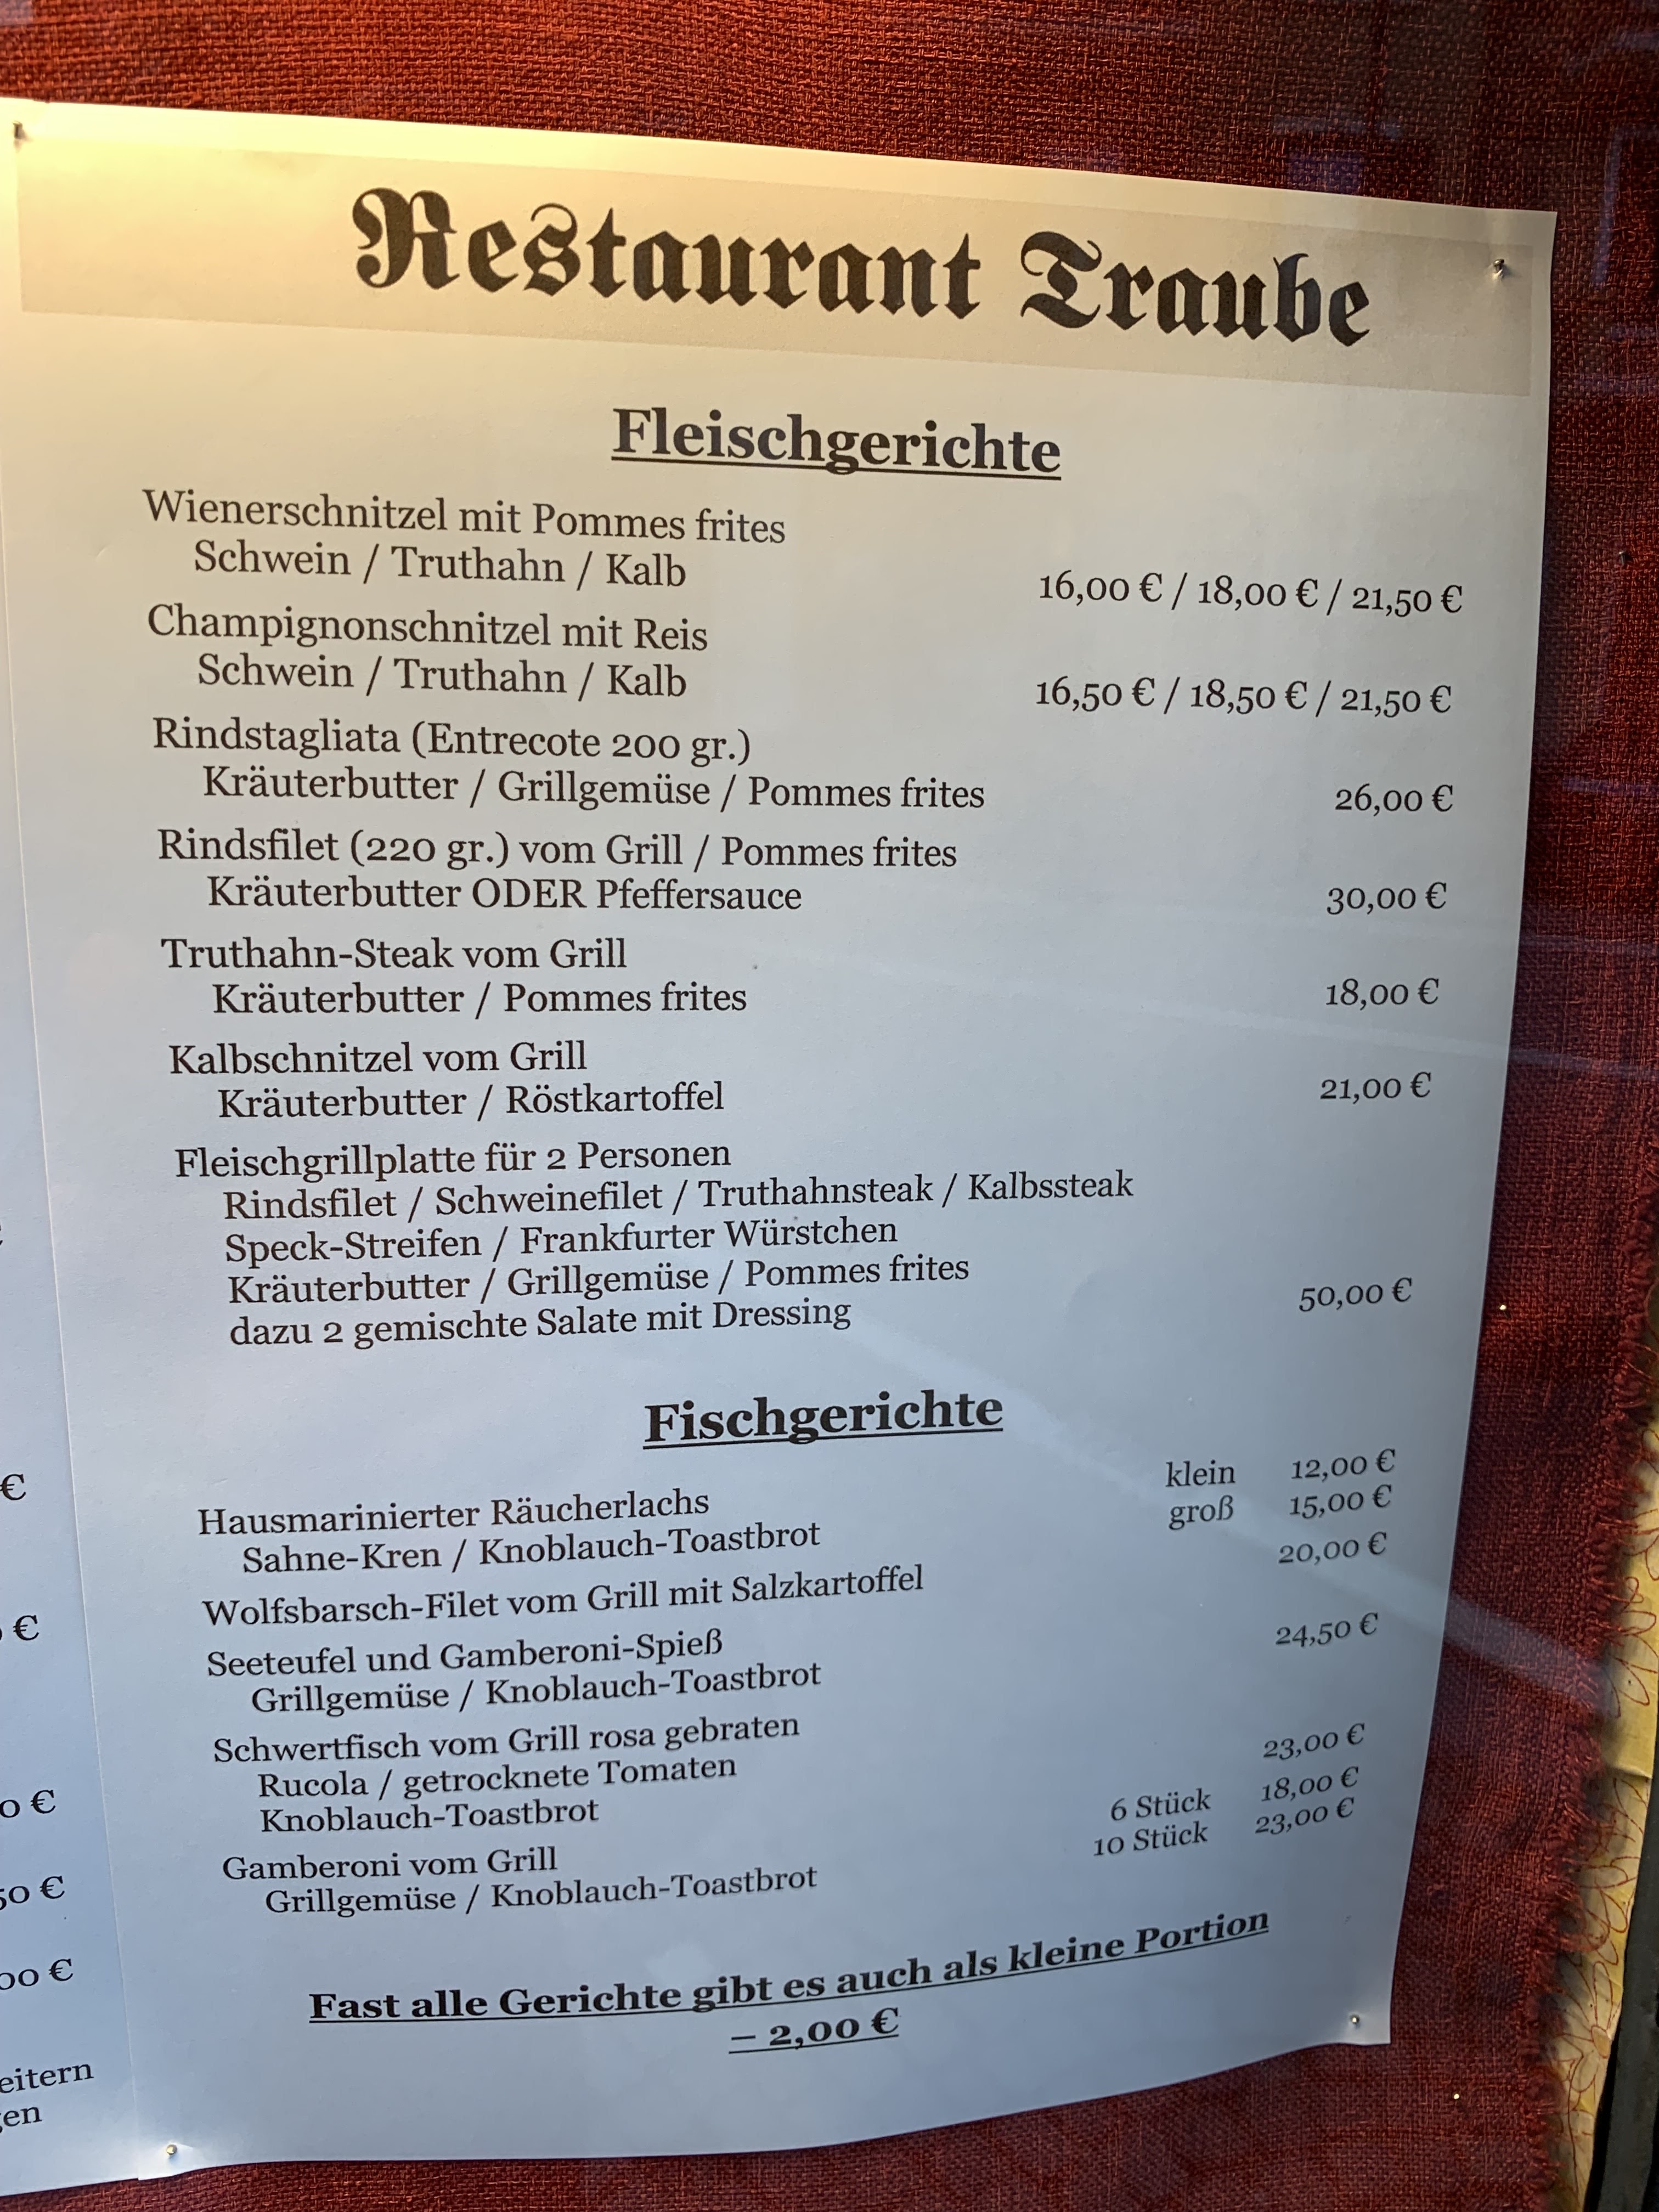 Restaurant Traube
Fleischgerichte
Wienerschnitzel mit Pommes frites
Schwein / Truthahn / Kalb 16,00 € / 18,00 € / 21,50 €
Champignonschnitzel mit Reis
Schwein / Truthahn / Kalb 16,50 € / 18,50 € / 21,50 €
Rindstagliata (Entrecote 200 gr.)
Kräuterbutter / Grillgemüse / Pommes frites 26,00 €
Rindsfilet (220 gr.) vom Grill / Pommes frites
Kräuterbutter ODER Pfeffersauce 30,00 €
Truthahn-Steak vom Grill
Kräuterbutter / Pommes frites 18,00 €
Kalbschnitzel vom Grill
Kräuterbutter / Röstkartoffel 21,00 €
Fleischgrillplatte für 2 Personen
Rindsfilet / Schweinefilet / Truthahnsteak / Kalbssteak
Speck-Streifen / Frankfurter Würstchen
Kräuterbutter / Grillgemüse / Pommes frites
dazu 2 gemischte Salate mit Dressing 50,00 €
Fischgerichte
Hausmarinierter Räucherlachs klein 12,00 €
Sahne-Kren / Knoblauch-Toastbrot groß 15,00 €
Wolfsbarsch-Filet vom Grill mit Salzkartoffel 20,00 €
Seeteufel und Gamberoni-Spieß
Grillgemüse / Knoblauch-Toastbrot 24,50 €
Schwertfisch vom Grill rosa gebraten
Rucola / getrocknete Tomaten
Knoblauch-Toastbrot 23,00 €
Gamberoni vom Grill 6 Stück 18,00 €
Grillgemüse / Knoblauch-Toastbrot 10 Stück 23,00 €
Fast alle Gerichte gibt es auch als kleine Portion
– 2,00 €
€
€
0 €
50 €
00 €
eitern
en